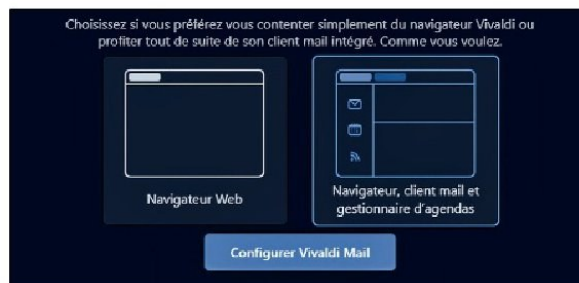 Choisissez si vous préférez vous contenter simplement du navigateur Vivaldi ou
profiter tout de suite de son client mail intégré. Comme vous voulez.
Navigateur Web
Navigateur, client mail et
gestionnaire d'agendas
Configurer Vivaldi Mail